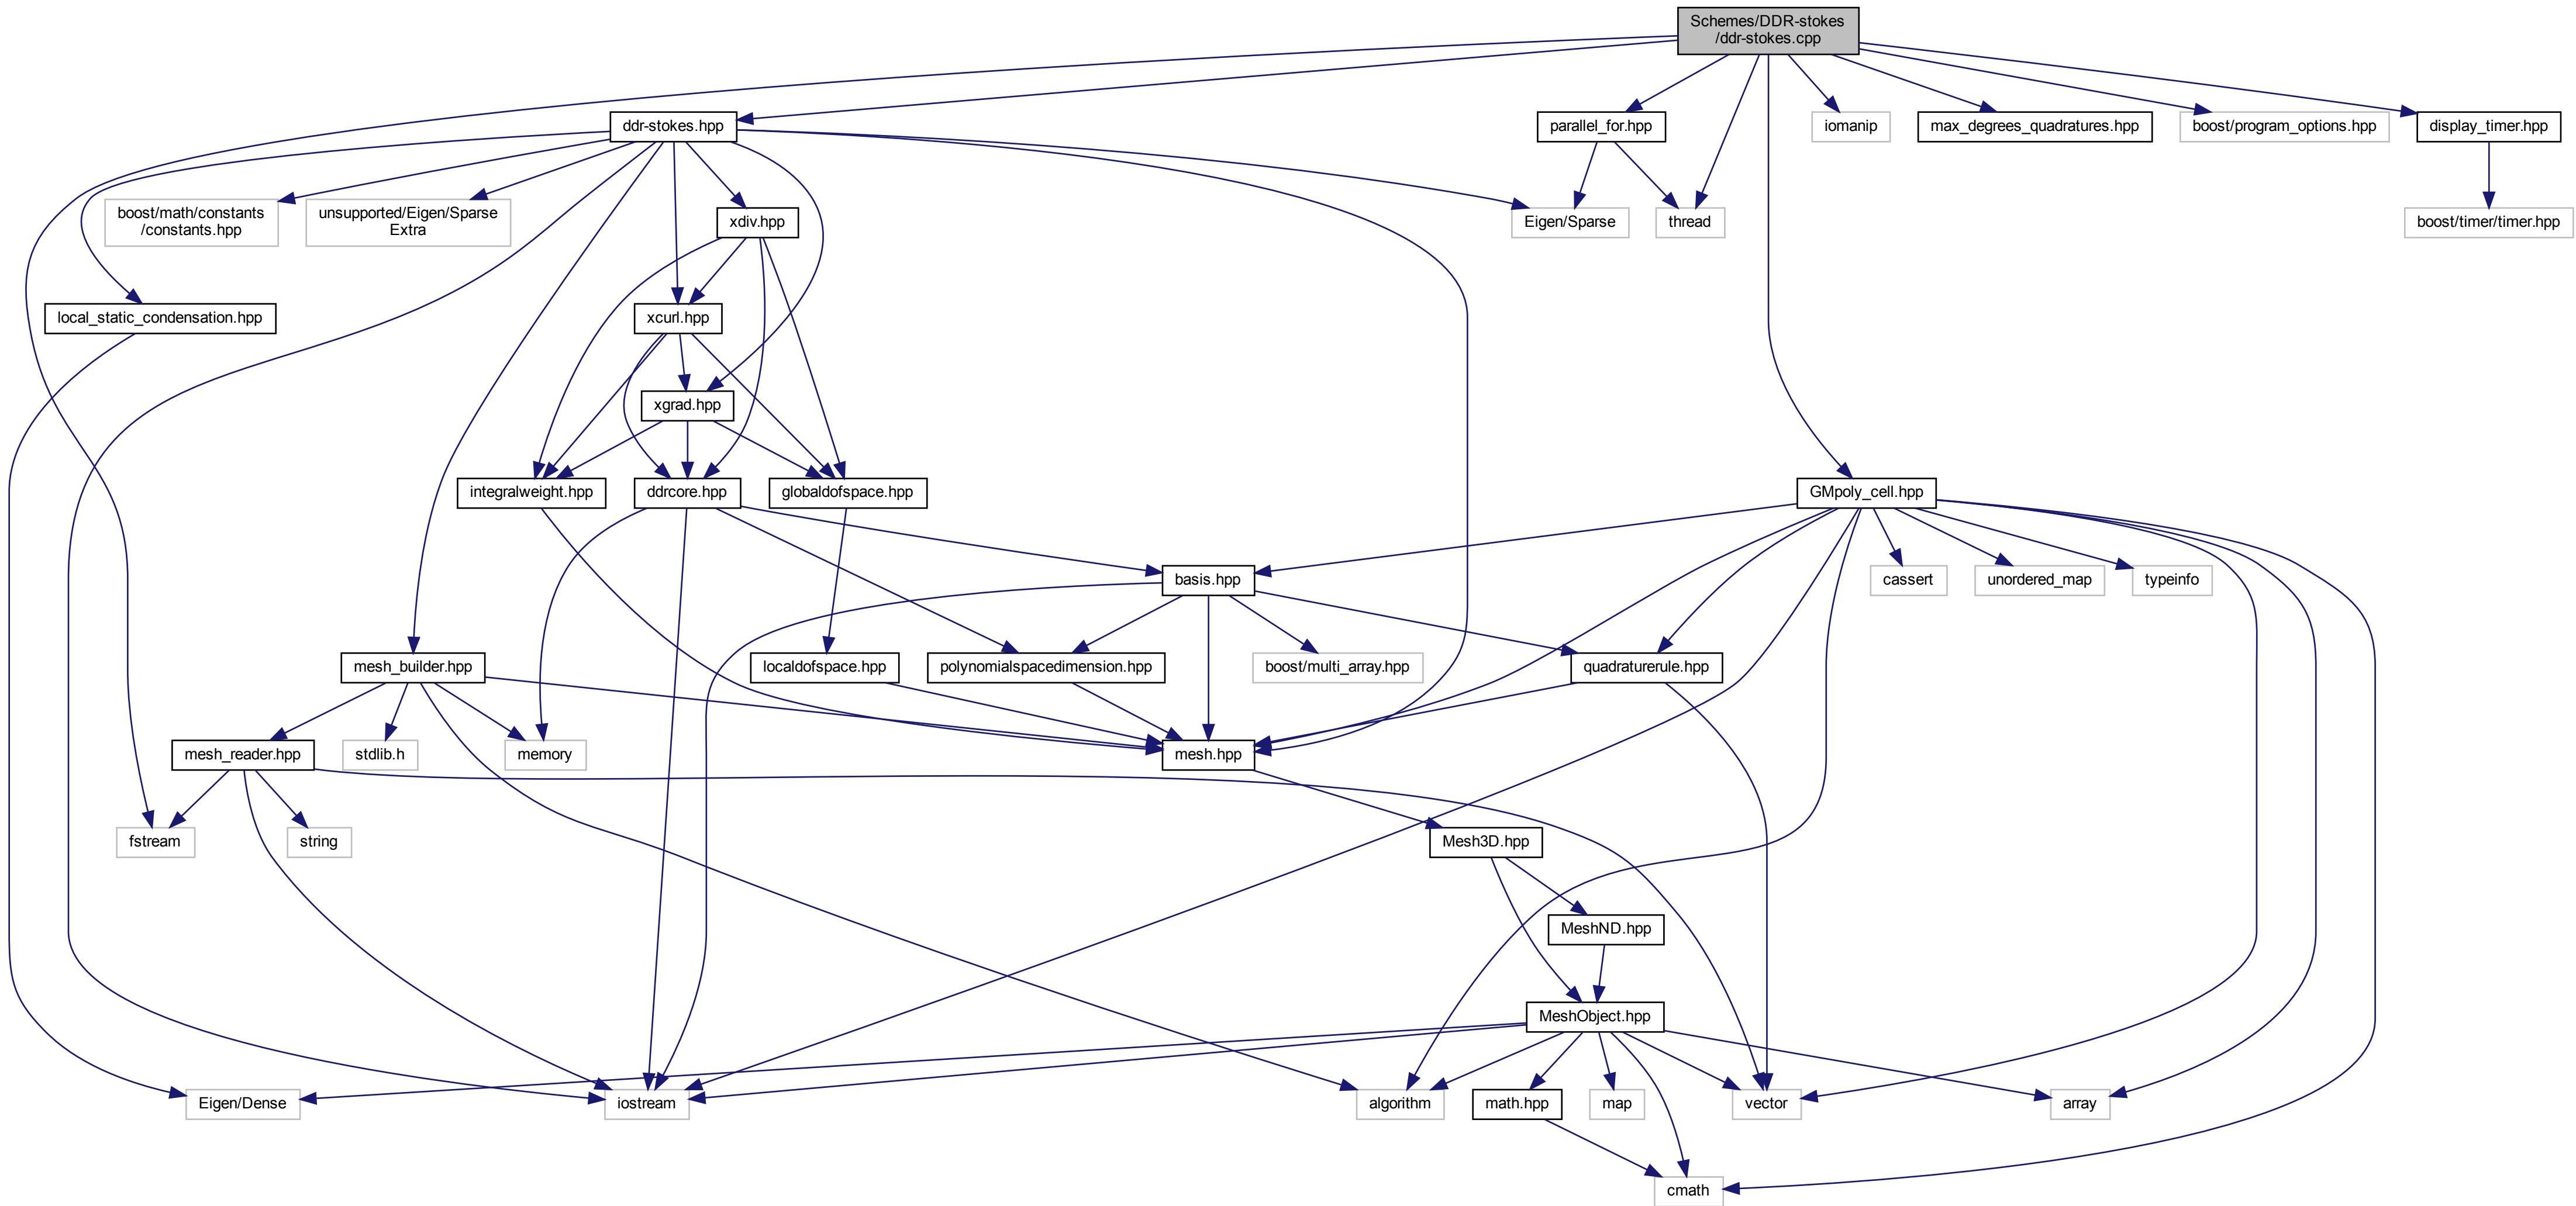 Schemes/DDR-stokes
/ddr-stokes.cpp
ddr-stokes.hpp
parallel_for.hpp
iomanip
max_degrees_quadratures.hpp
boost/program_options.hpp
display_timer.hpp
boost/math/constants
/constants.hpp
unsupported/Eigen/Sparse
Extra
xdiv.hpp
Eigen/Sparse
thread
boost/timer/timer.hpp
local_static_condensation.hpp
xcurl.hpp
xgrad.hpp
integralweight.hpp
ddrcore.hpp
globaldofspace.hpp
GMpoly_cell.hpp
basis.hpp
cassert
unordered_map
typeinfo
mesh_builder.hpp
localdofspace.hpp
polynomialspacedimension.hpp
boost/multi_array.hpp
quadraturerule.hpp
mesh_reader.hpp
stdlib.h
memory
mesh.hpp
fstream
string
Mesh3D.hpp
MeshND.hpp
MeshObject.hpp
Eigen/Dense
iostream
algorithm
math.hpp
map
vector
array
cmath